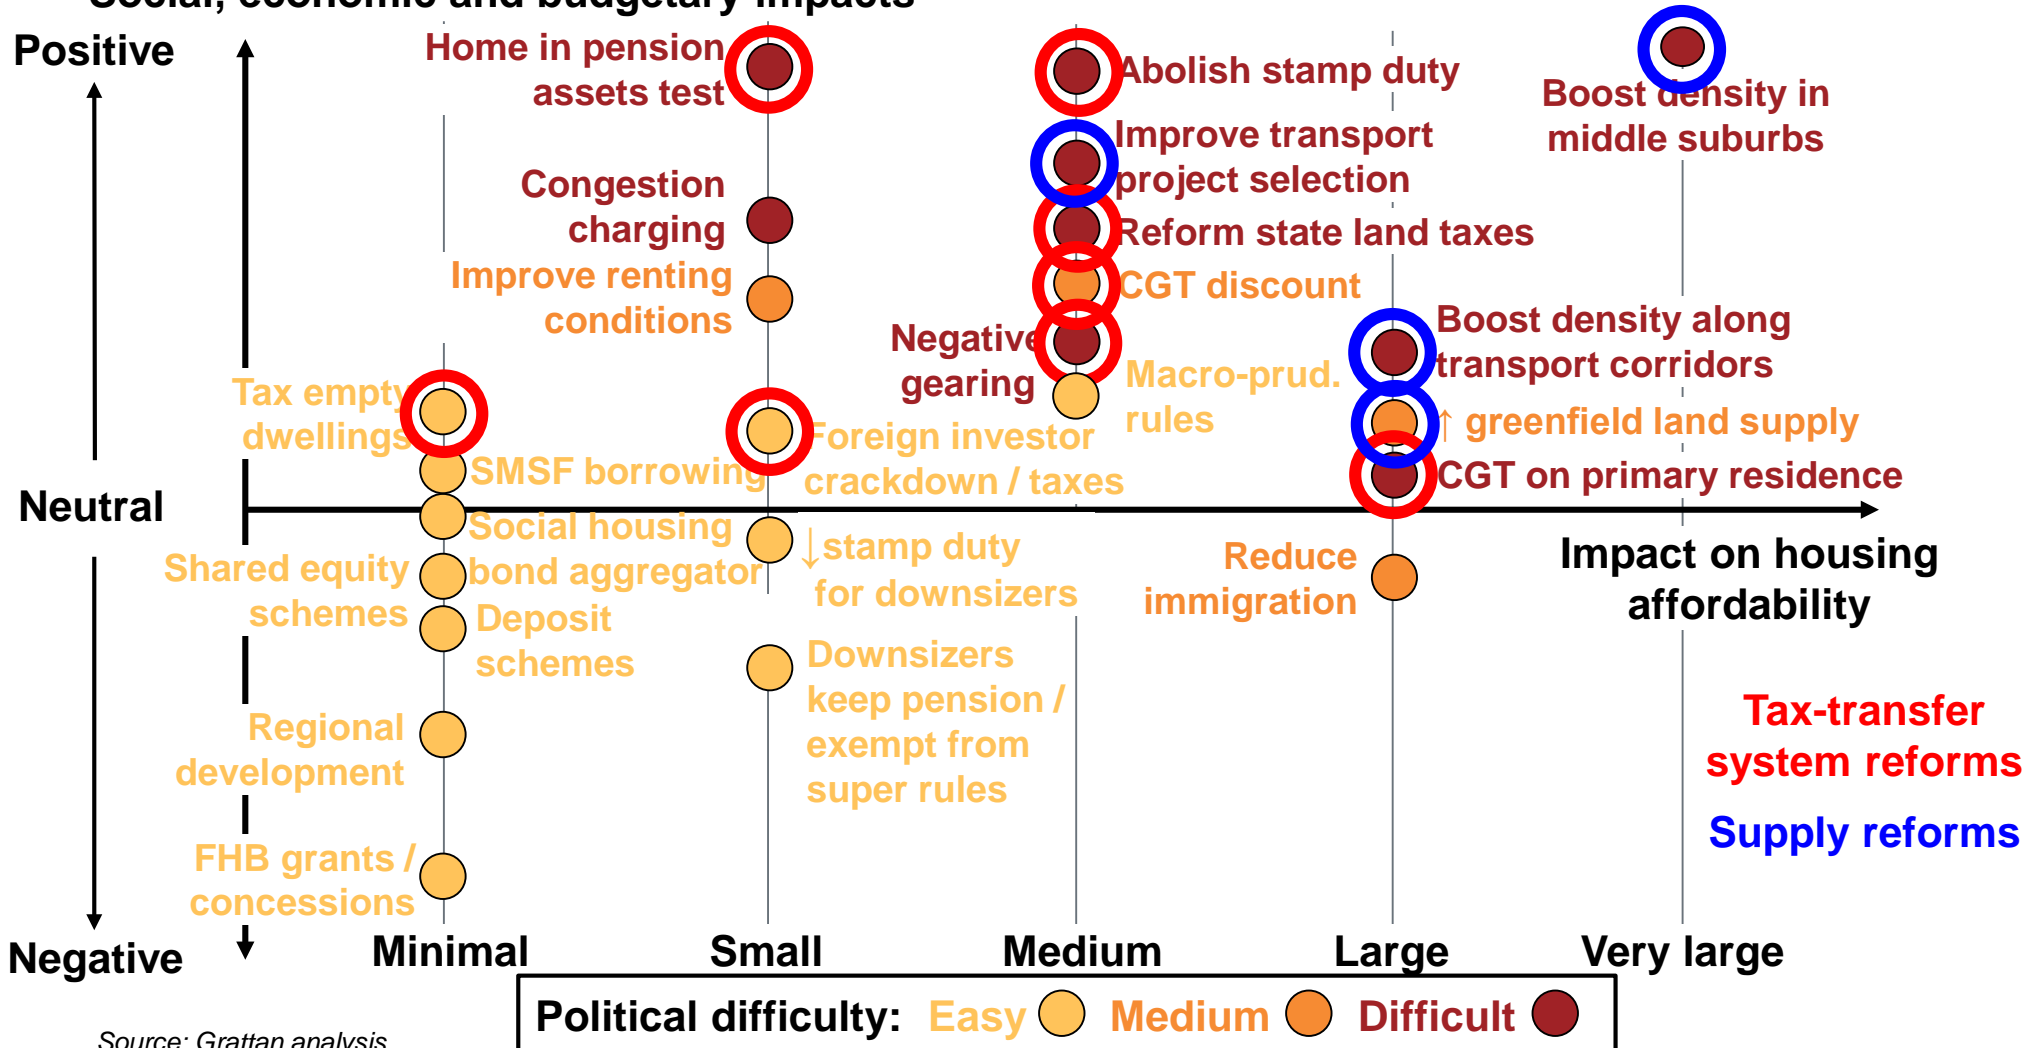 Social, economic and budgetary impacts
Positive
Home in pension
assets test
Abolish stamp duty
Boost density in
middle suburbs
Improve transport
project selection
Congestion
charging
Reform state land taxes
Improve renting
conditions
CGT discount
Negative
gearing
Boost density along
transport corridors
Macro-prud.
rules
Tax empty
dwellings
↑ greenfield land supply
Foreign investor
crackdown / taxes
SMSF borrowing
CGT on primary residence
Neutral
Social housing
bond aggregator
↓stamp duty
for downsizers
Reduce
immigration
Impact on housing
affordability
Shared equity
schemes
Deposit
schemes
Downsizers
keep pension /
exempt from
super rules
Regional
development
Tax-transfer
system reforms
Supply reforms
FHB grants /
concessions
Negative
Minimal
Small
Medium
Large
Very large
Political difficulty: Easy Medium Difficult
Source: Grattan analysis